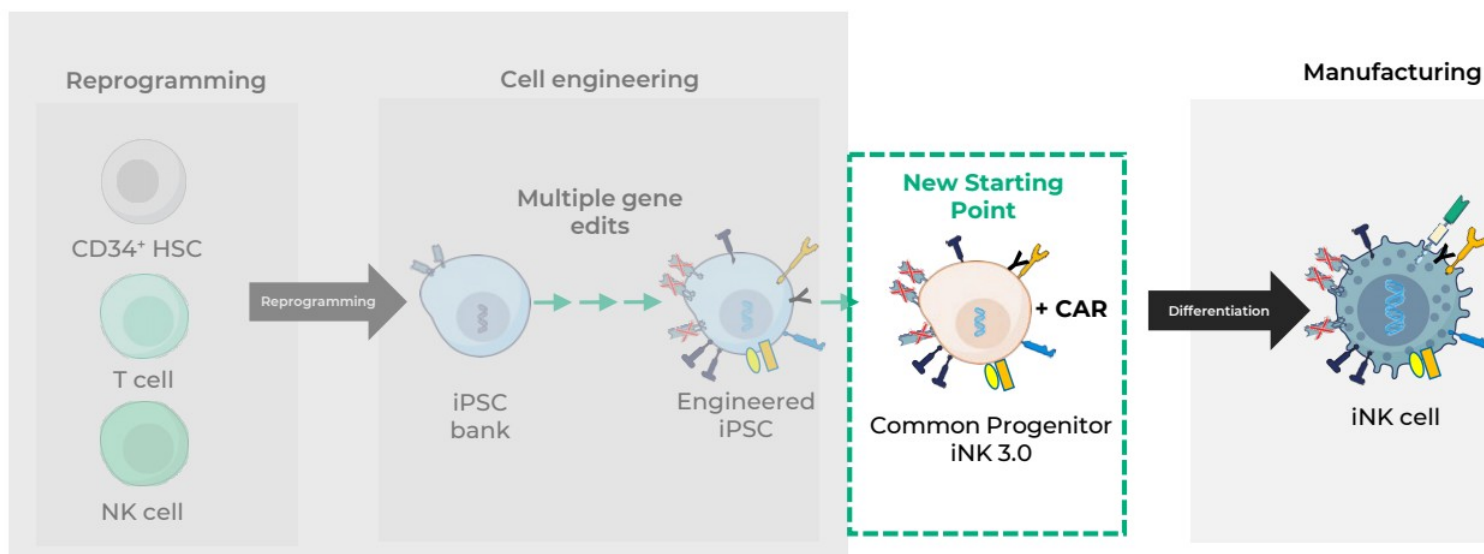 Reprogramming
CD34⁺ HSC
T cell
NK cell
Reprogramming
Cell engineering
Multiple gene
edits
iPSC
bank
Engineered
iPSC
New Starting
Point
+ CAR
Common Progenitor
iNK 3.0
Differentiation
Manufacturing
iNK cell